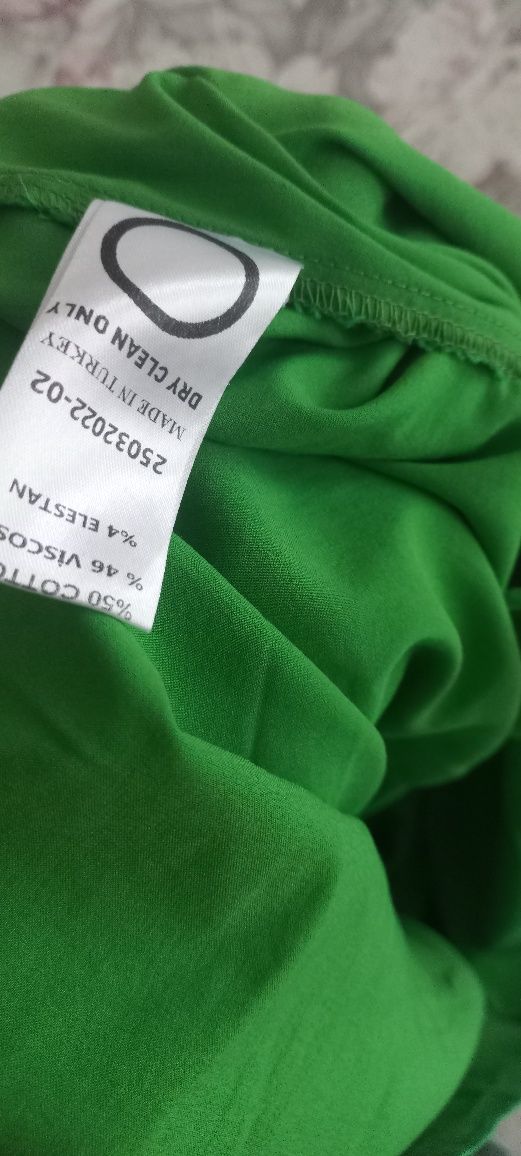 %50 COTTO
% 46 VISCOS
%4 ELESTAN
25032022-02
MADE IN TURKEY
DRY CLEAN ONLY